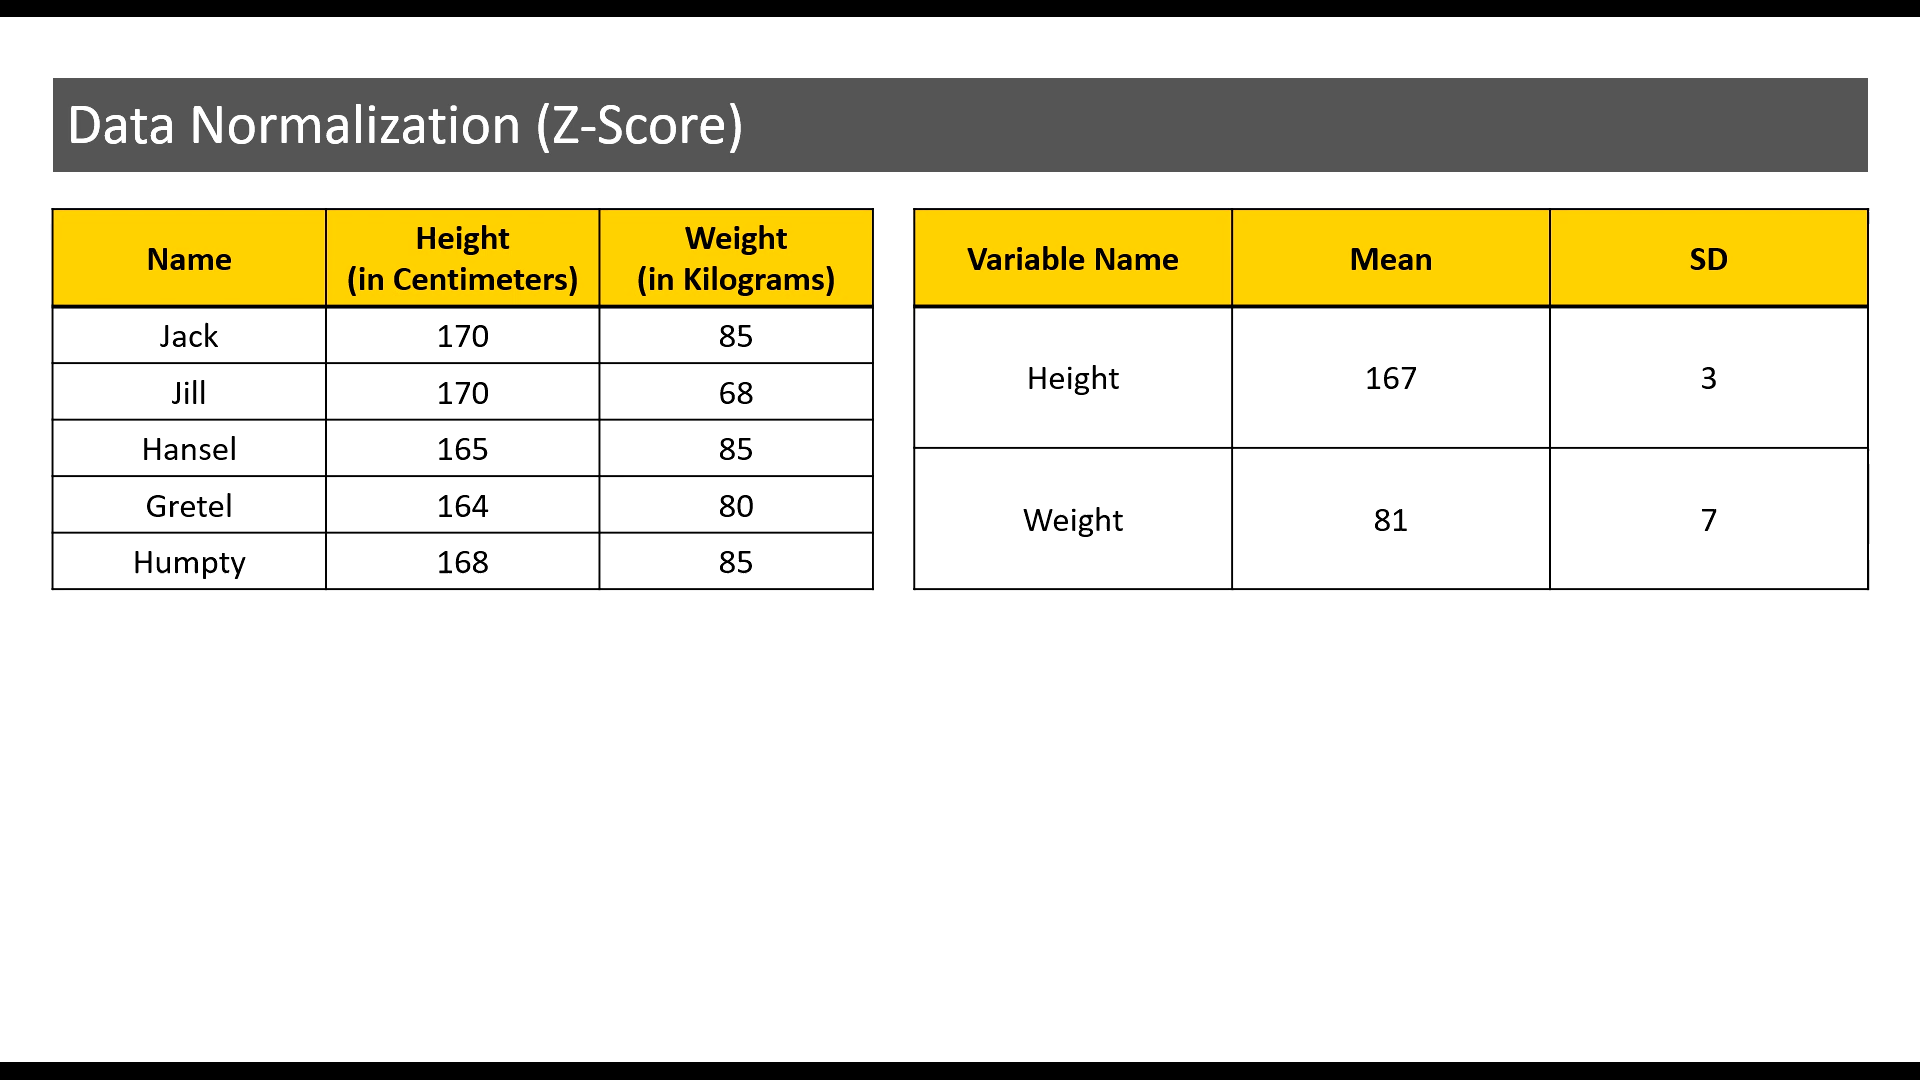 Data Normalization (Z-Score)
Name Height (in Centimeters) Weight (in Kilograms)
Jack 170 85
Jill 170 68
Hansel 165 85
Gretel 164 80
Humpty 168 85
Variable Name Mean SD
Height 167 3
Weight 81 7